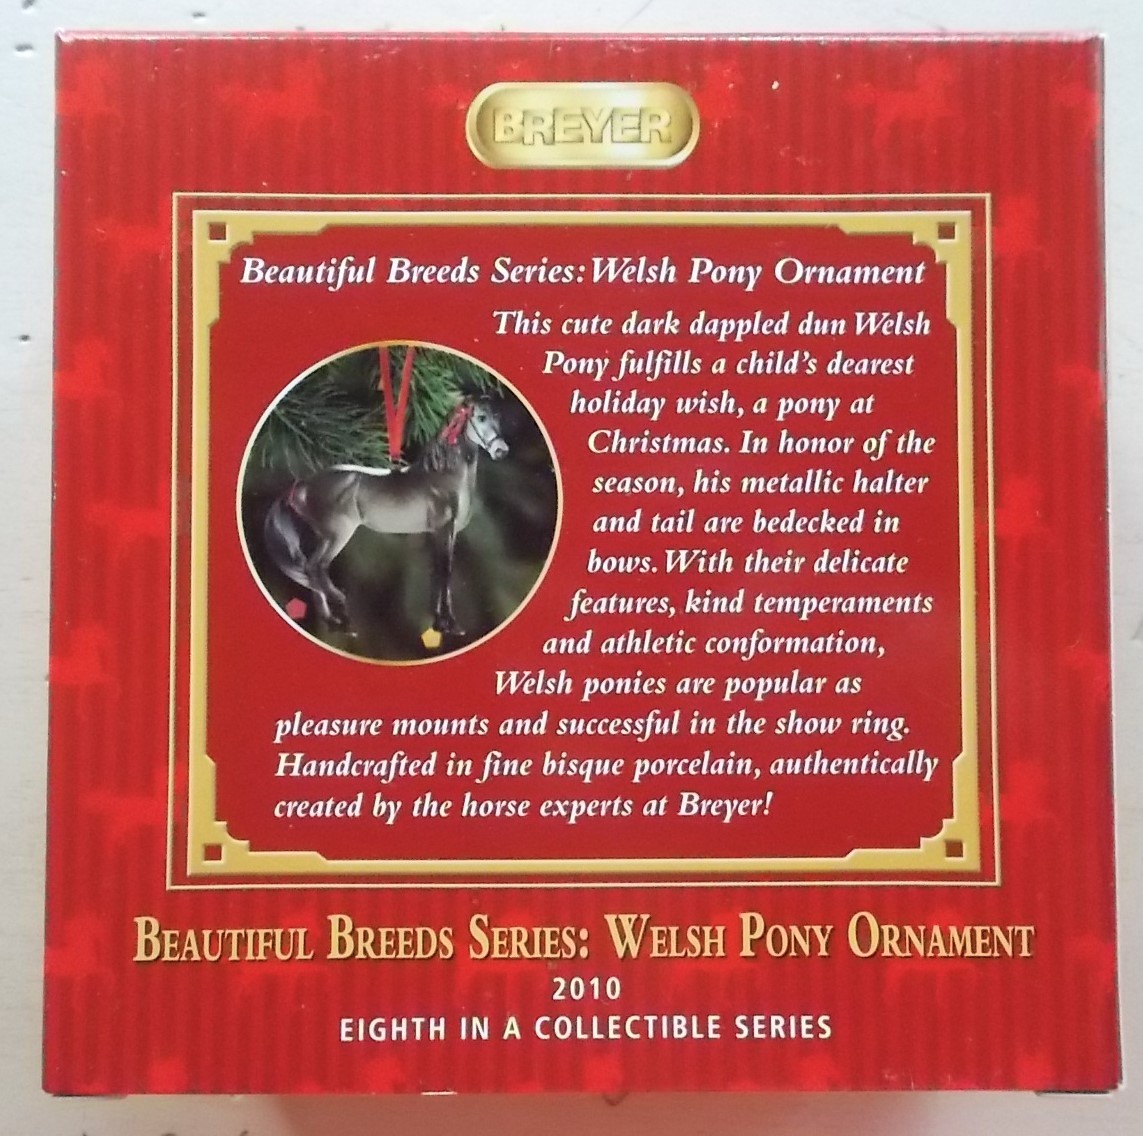 BREYER
Beautiful Breeds Series: Welsh Pony Ornament
This cute dark dappled dun Welsh
Pony fulfills a child's dearest
holiday wish, a pony at
Christmas. In honor of the
season, his metallic halter
and tail are bedecked in
bows. With their delicate
features, kind temperaments
and athletic conformation,
Welsh ponies are popular as
pleasure mounts and successful in the show ring.
Handcrafted in fine bisque porcelain, authentically
created by the horse experts at Breyer!
BEAUTIFUL BREEDS SERIES: WELSH PONY ORNAMENT
2010
EIGHTH IN A COLLECTIBLE SERIES